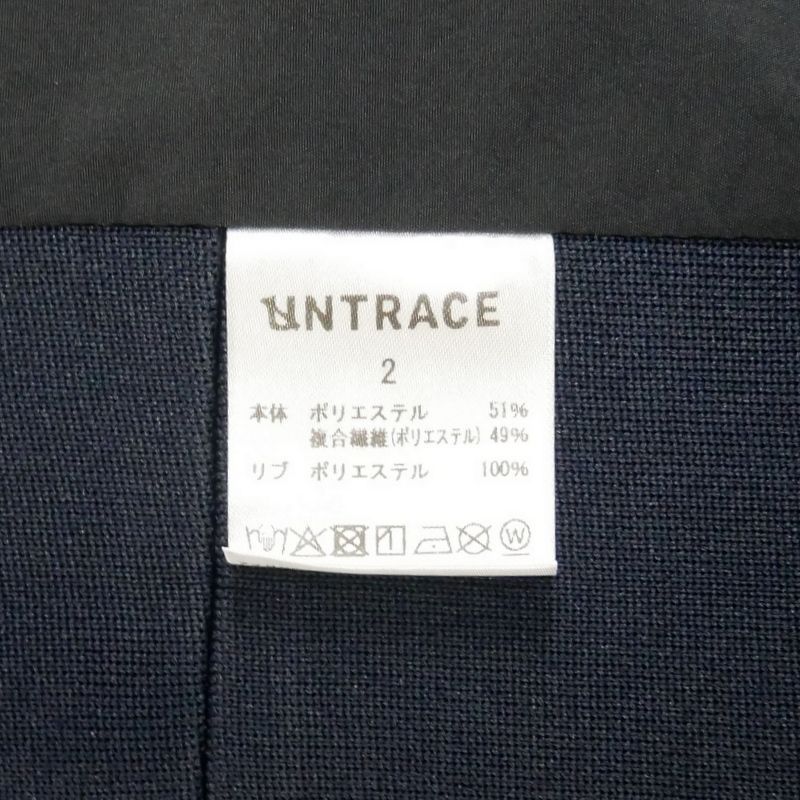 UNTRACE
2
本体 ポリエステル 51%
複合繊維(ポリエステル) 49%
リブ ポリエステル 100%
W